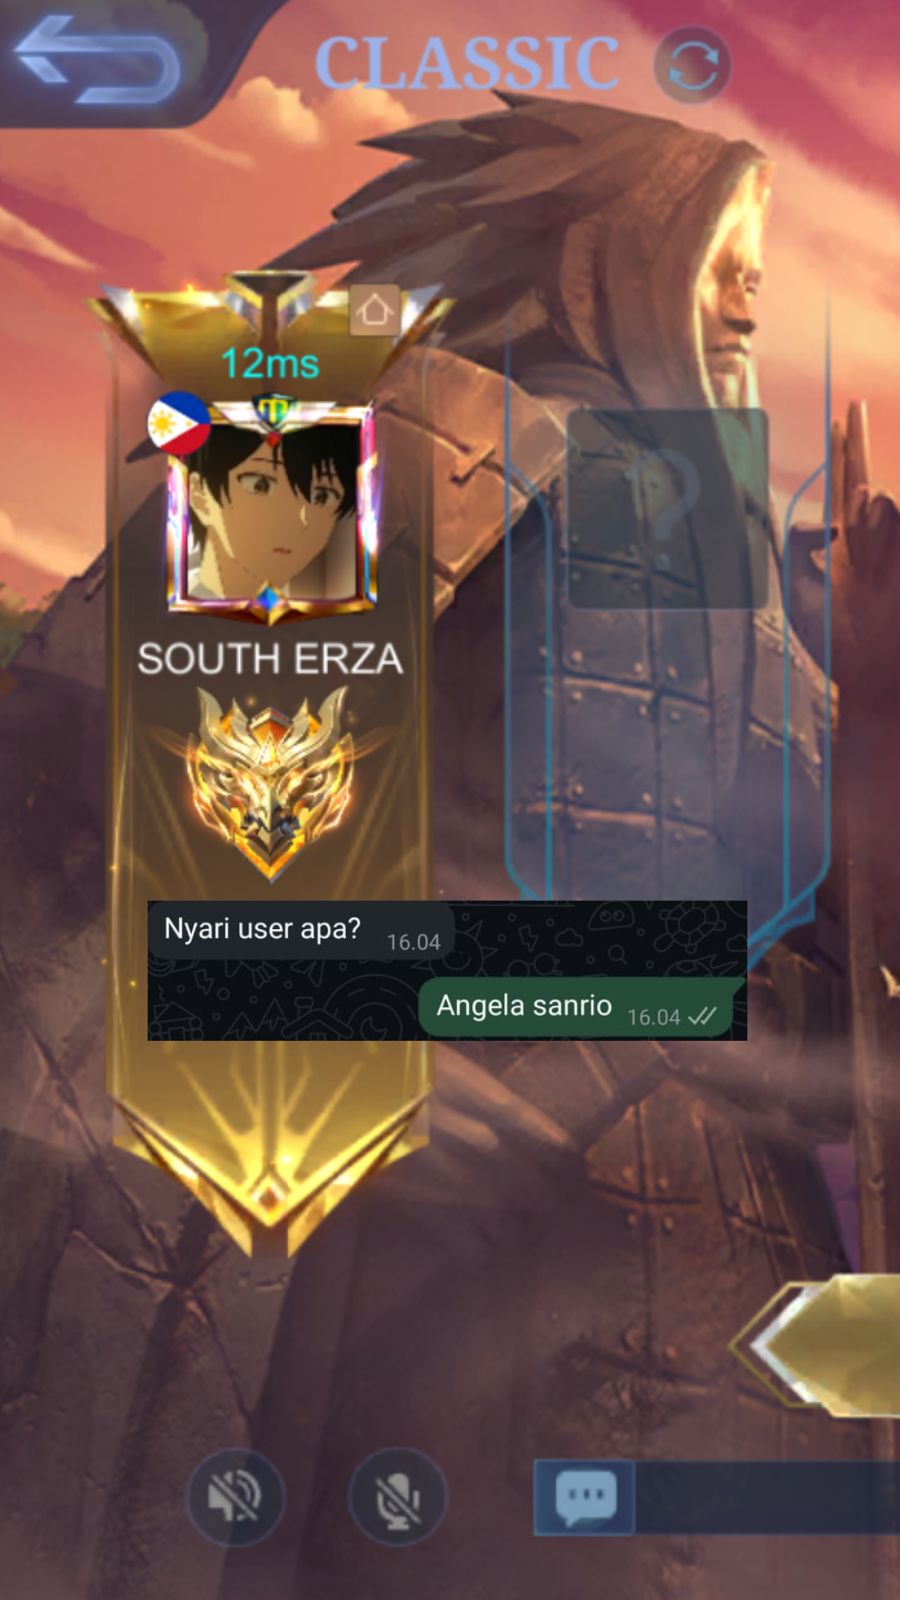 CLASSIC
12ms
SOUTH ERZA
?
Nyari user apa? 16.04
Angela sanrio 16.04